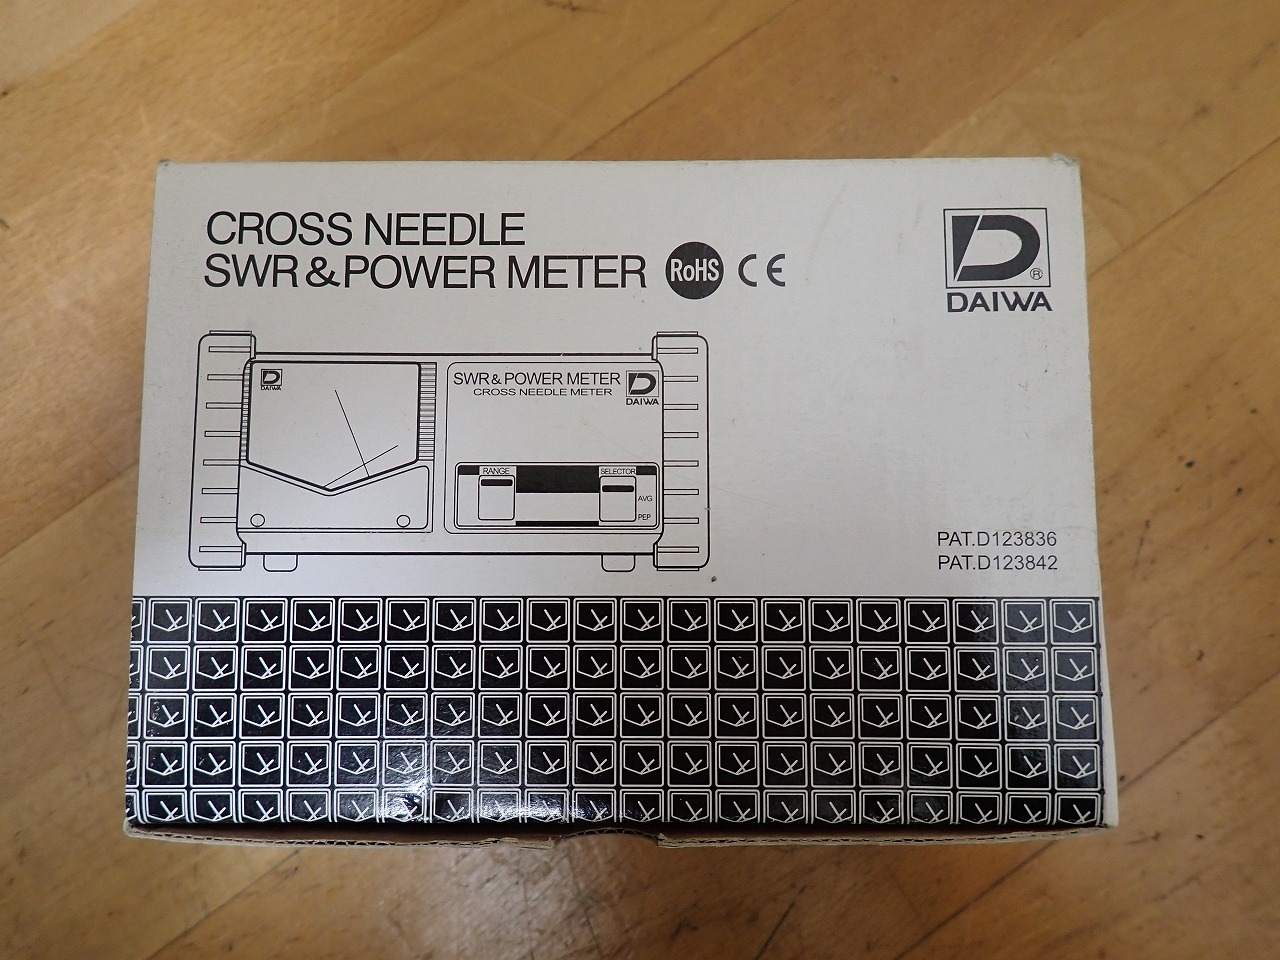 CROSS NEEDLE
SWR & POWER METER RoHS CE
D®
DAIWA
D
DAIWA
SWR & POWER METER
CROSS NEEDLE METER
D
DAIWA
RANGE
SELECTOR
AVG
PEP
PAT.D123836
PAT.D123842